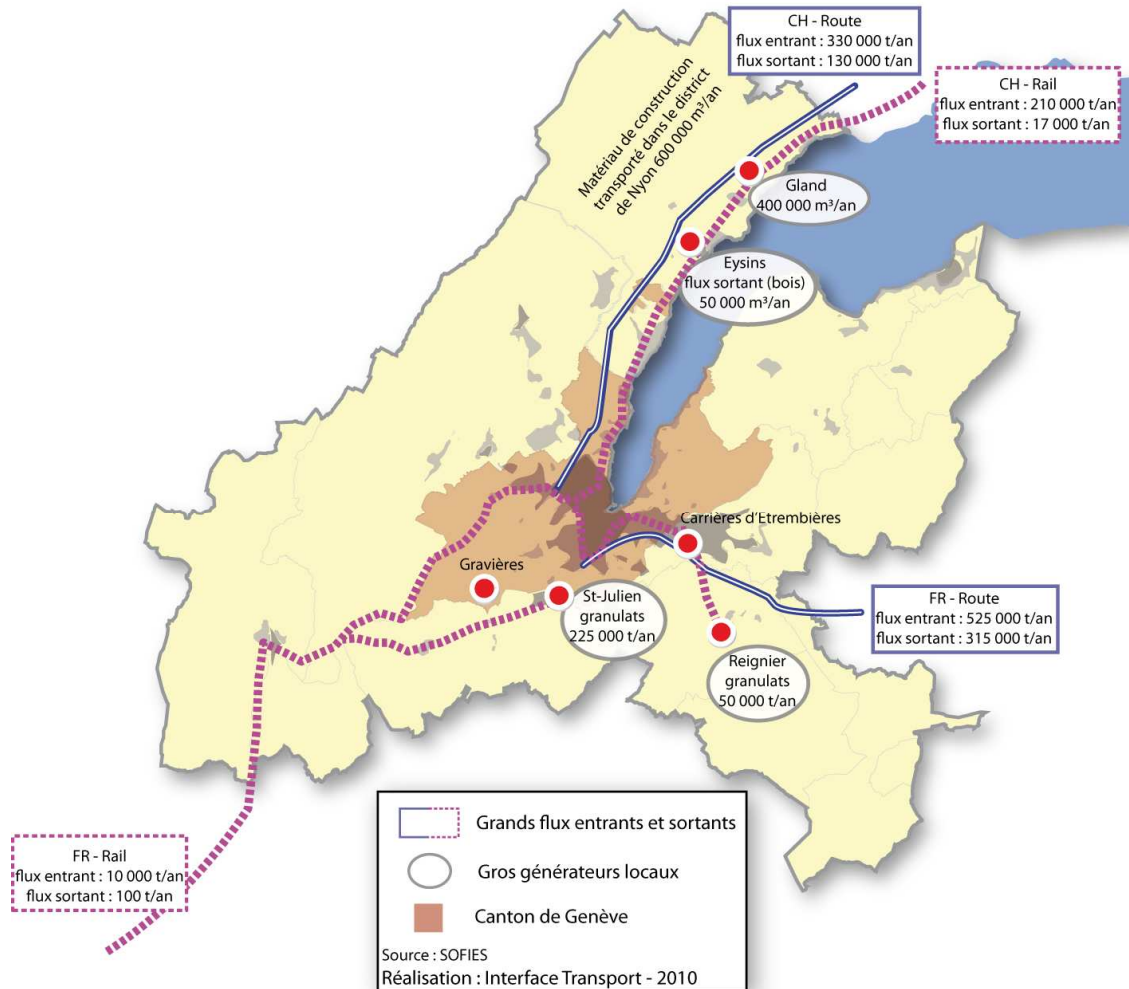 CH - Route
flux entrant : 330 000 t/an
flux sortant : 130 000 t/an
CH - Rail
flux entrant : 210 000 t/an
flux sortant : 17 000 t/an
Matériau de construction
transporté dans le district
de Nyon 600 000 m³/an
Gland
400 000 m³/an
Eysins
flux sortant (bois)
50 000 m³/an
Carrières d'Etrembières
Gravières
St-Julien
granulats
225 000 t/an
FR - Route
flux entrant : 525 000 t/an
flux sortant : 315 000 t/an
Reignier
granulats
50 000 t/an
FR - Rail
flux entrant : 10 000 t/an
flux sortant : 100 t/an
Grands flux entrants et sortants
Gros générateurs locaux
Canton de Genève
Source : SOFIES
Réalisation : Interface Transport - 2010